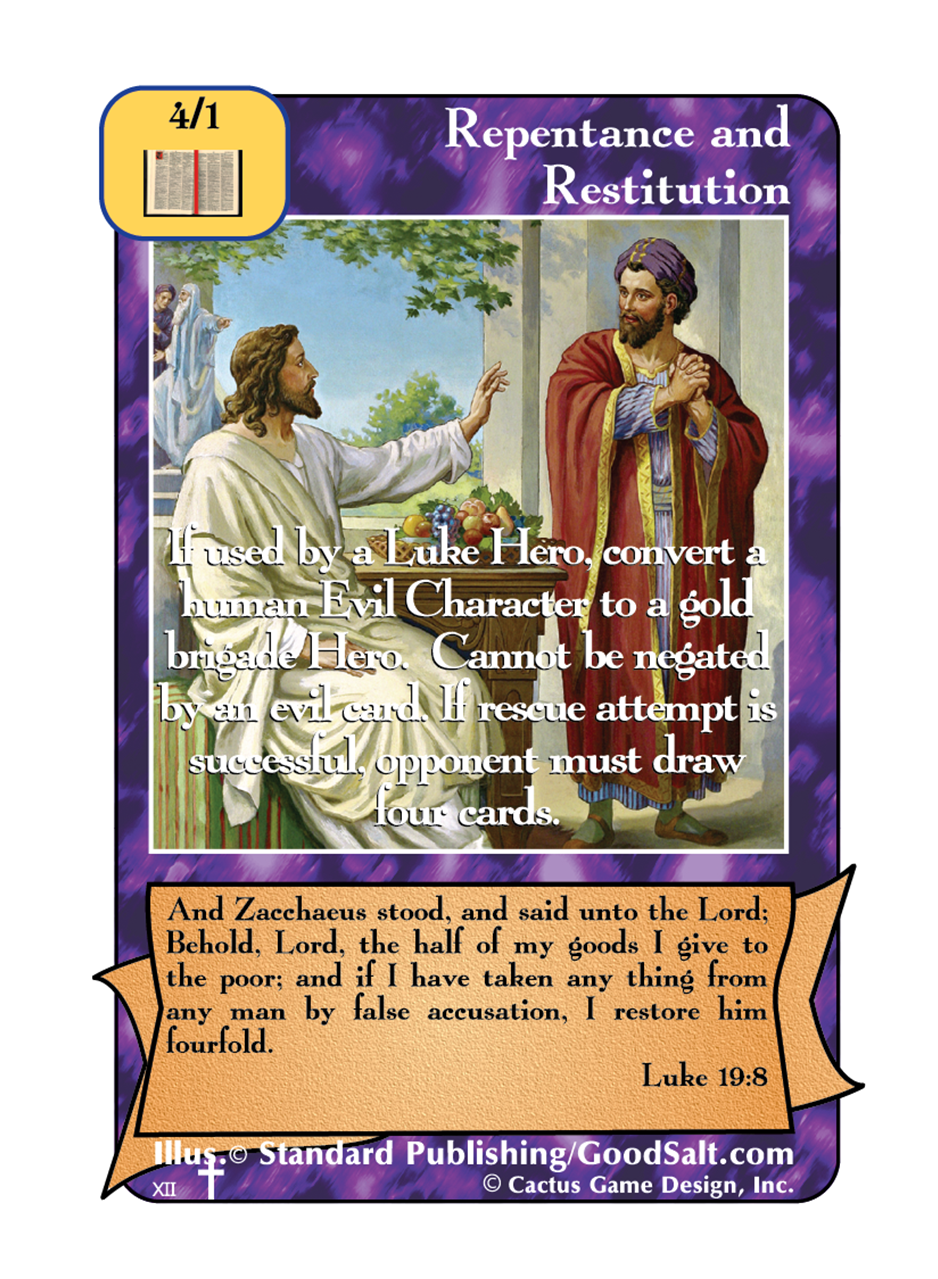 4/1
Repentance and
Restitution
If used by a Luke Hero, convert a
human Evil Character to a gold
brigade Hero. Cannot be negated
by an evil card. If rescue attempt is
successful, opponent must draw
four cards.
And Zacchaeus stood, and said unto the Lord;
Behold, Lord, the half of my goods I give to
the poor; and if I have taken any thing from
any man by false accusation, I restore him
fourfold.
Luke 19:8
Illus.© Standard Publishing/GoodSalt.com
XII
© Cactus Game Design, Inc.